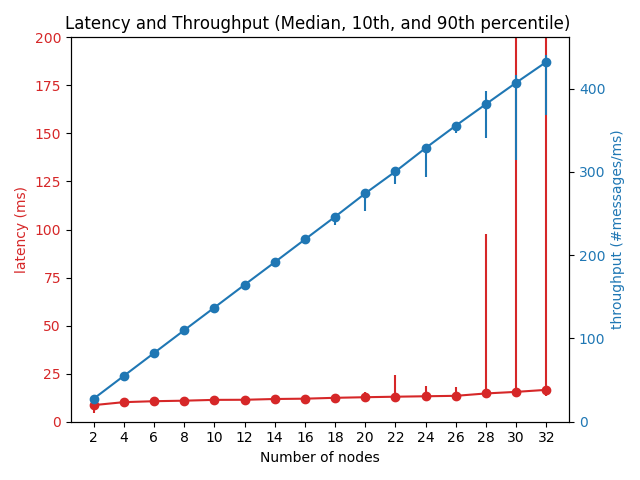 Latency and Throughput (Median, 10th, and 90th percentile)
200
175
150
125
100
75
50
25
0
latency (ms)
400
300
200
100
0
throughput (#messages/ms)
2 4 6 8 10 12 14 16 18 20 22 24 26 28 30 32
Number of nodes